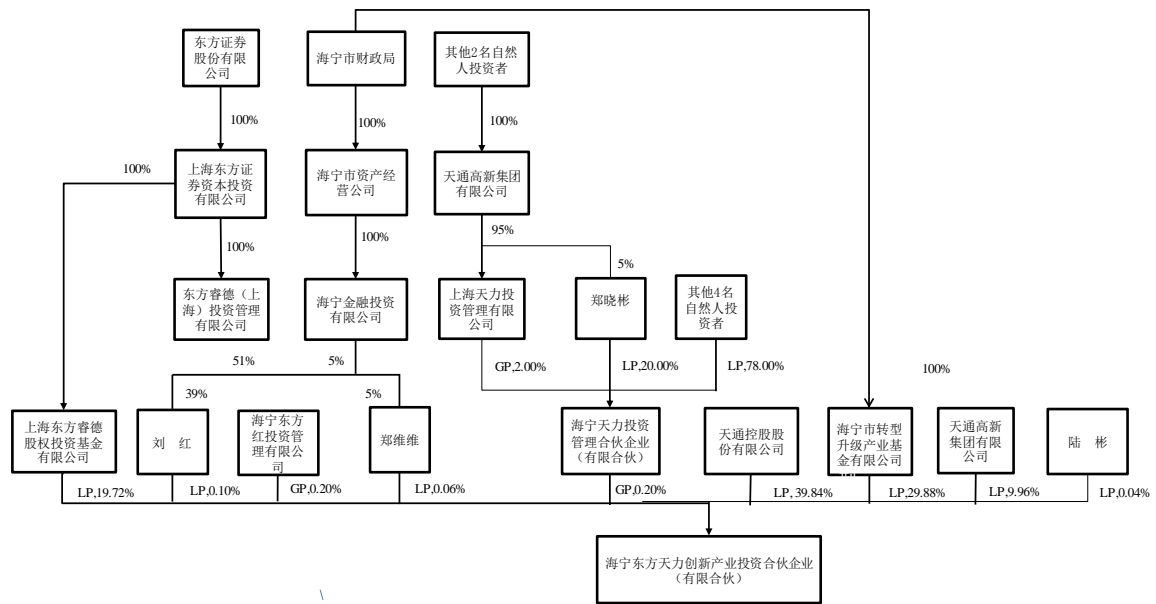 东方证券
股份有限
公司
海宁市财政局
其他2名自然
人投资者
100%
100%
100%
100%
上海东方证
券资本投资
有限公司
海宁市资产经
营公司
天通高新集团
有限公司
100%
100%
95%
5%
东方睿德（上
海）投资管理
有限公司
海宁金融投资
有限公司
上海天力投
资管理有限
公司
郑晓彬
其他4名
自然人投
资者
51%
5%
GP,2.00%
LP,20.00%
LP,78.00%
100%
39%
5%
上海东方睿德
股权投资基金
有限公司
刘 红
海宁东方
红投资管
理有限公
司
郑维维
海宁天力投资
管理合伙企业
（有限合伙）
天通控股股
份有限公司
海宁市转型
升级产业基
金有限公司
天通高新
集团有限
公司
陆 彬
LP,19.72%
LP,0.10%
GP,0.20%
LP,0.06%
GP,0.20%
LP, 39.84%
LP,29.88%
LP,9.96%
LP,0.04%
海宁东方天力创新产业投资合伙企业
（有限合伙）